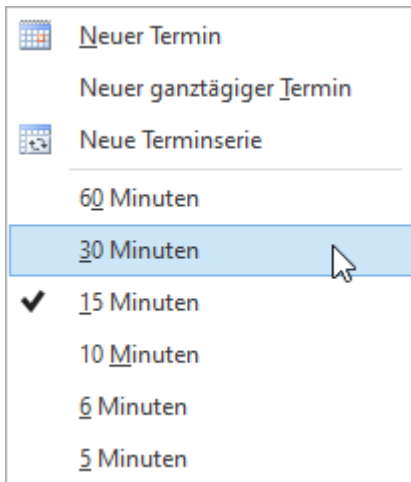 Neuer Termin
Neuer ganztägiger Termin
Neue Terminserie
60 Minuten
30 Minuten
15 Minuten
10 Minuten
6 Minuten
5 Minuten